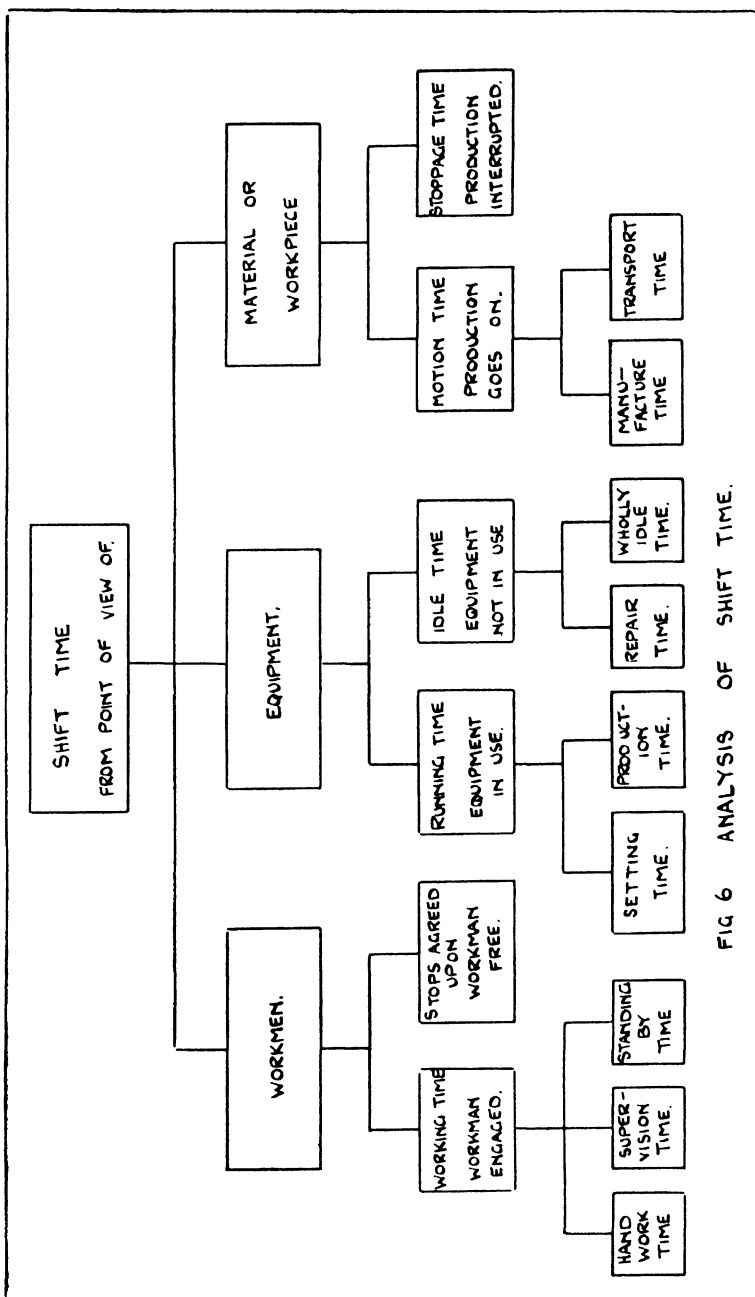 SHIFT TIME
FROM POINT OF VIEW OF.
WORKMEN.
EQUIPMENT.
MATERIAL OR
WORKPIECE
WORKING TIME
WORKMAN
ENGAGED.
STOPS AGREED
UPON
WORKMAN
FREE.
RUNNING TIME
EQUIPMENT
IN USE.
IDLE TIME
EQUIPMENT
NOT IN USE
MOTION TIME
PRODUCTION
GOES ON.
STOPPAGE TIME
PRODUCTION
INTERRUPTED.
HAND
WORK
TIME
SUPER-
VISION
TIME.
STANDING
BY
TIME
SETTING
TIME.
PRODUCT-
ION
TIME.
REPAIR
TIME.
WHOLLY
IDLE
TIME.
MANU-
FACTURE
TIME
TRANSPORT
TIME
FIG 6 ANALYSIS OF SHIFT TIME.